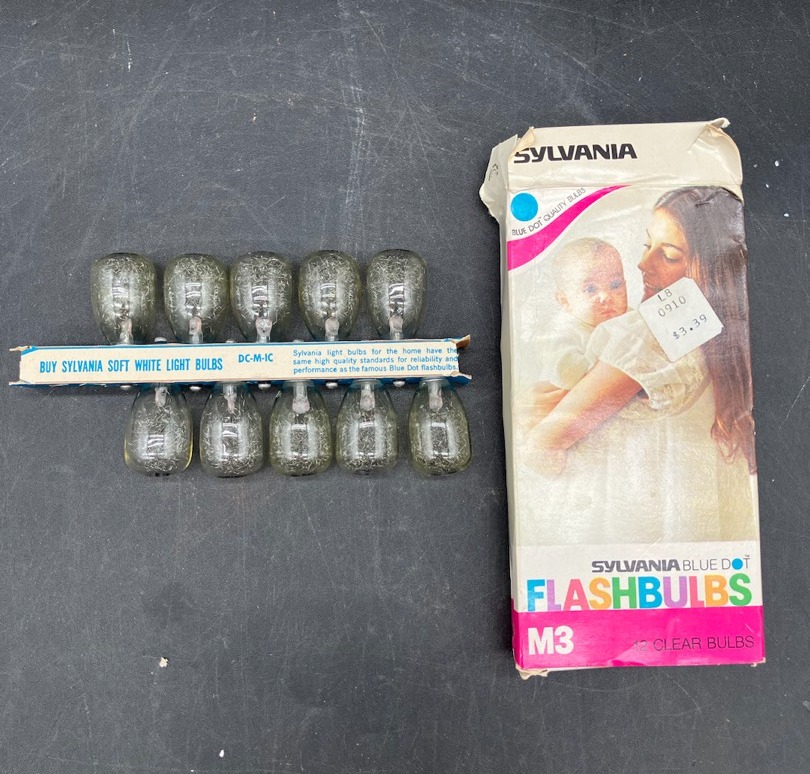 BUY SYLVANIA SOFT WHITE LIGHT BULBS DC-M-IC
Sylvania light bulbs for the home have the
same high quality standards for reliability and
performance as the famous Blue Dot flashbulbs.
SYLVANIA
BLUE DOT QUALITY BULBS
L8
0910
$3.39
SYLVANIA BLUE DOT
FLASHBULBS
M3
CLEAR BULBS